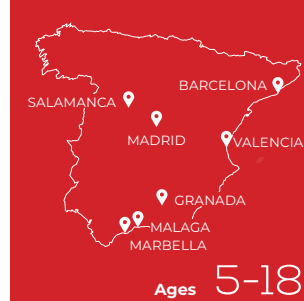 BARCELONA
SALAMANCA
MADRID
VALENCIA
GRANADA
MALAGA
MARBELLA
Ages 5-18